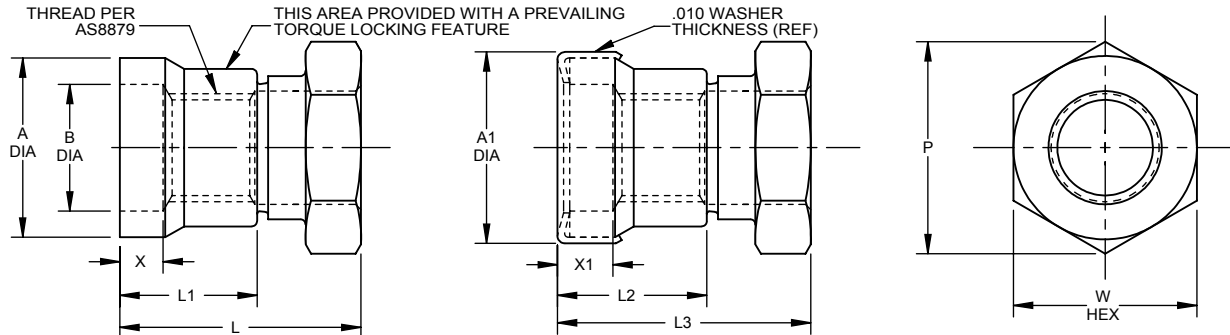 THREAD PER
AS8879
THIS AREA PROVIDED WITH A PREVAILING
TORQUE LOCKING FEATURE
.010 WASHER
THICKNESS (REF)
A
DIA
B
DIA
X
L1
L
A1
DIA
X1
L2
L3
P
W
HEX